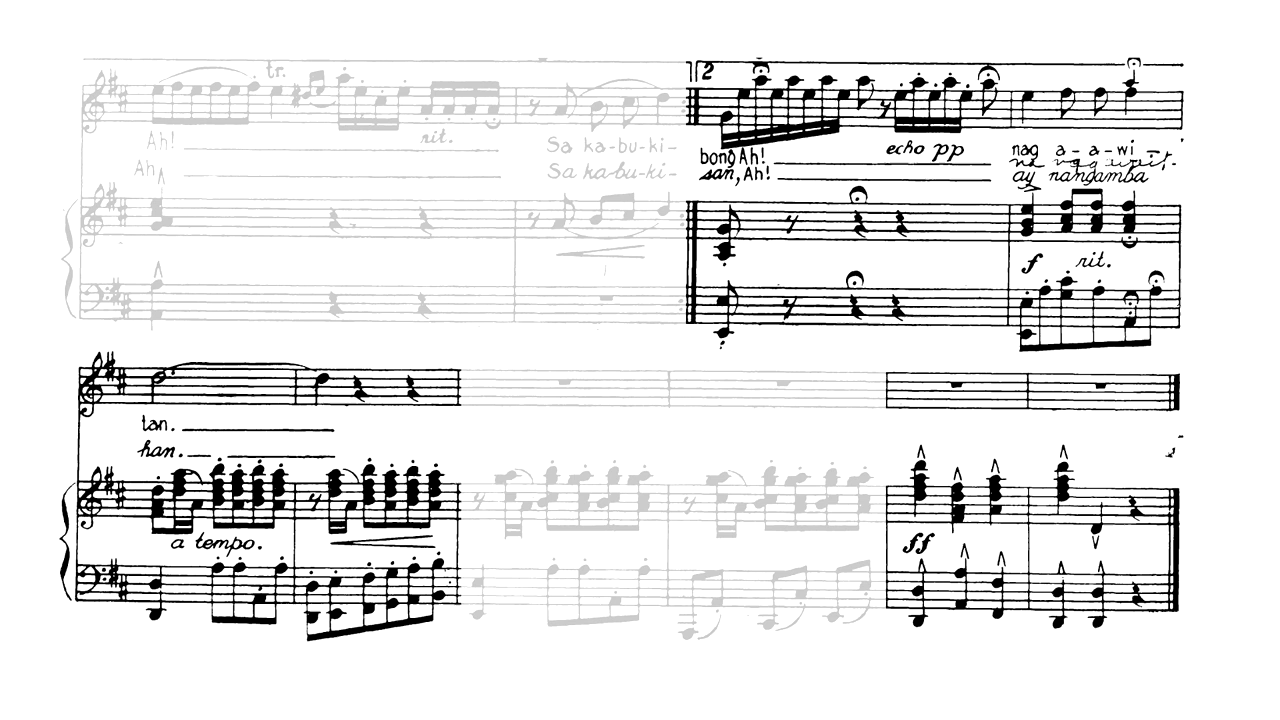 tr.
2
rit.
echo pp
Ah! Sa ka-bu-ki-
bong Ah! nag a-a-wi-
Ah Sa ka-bu-ki-
san, Ah! ay nangamba
f rit.
tan.
han.
a tempo.
ff